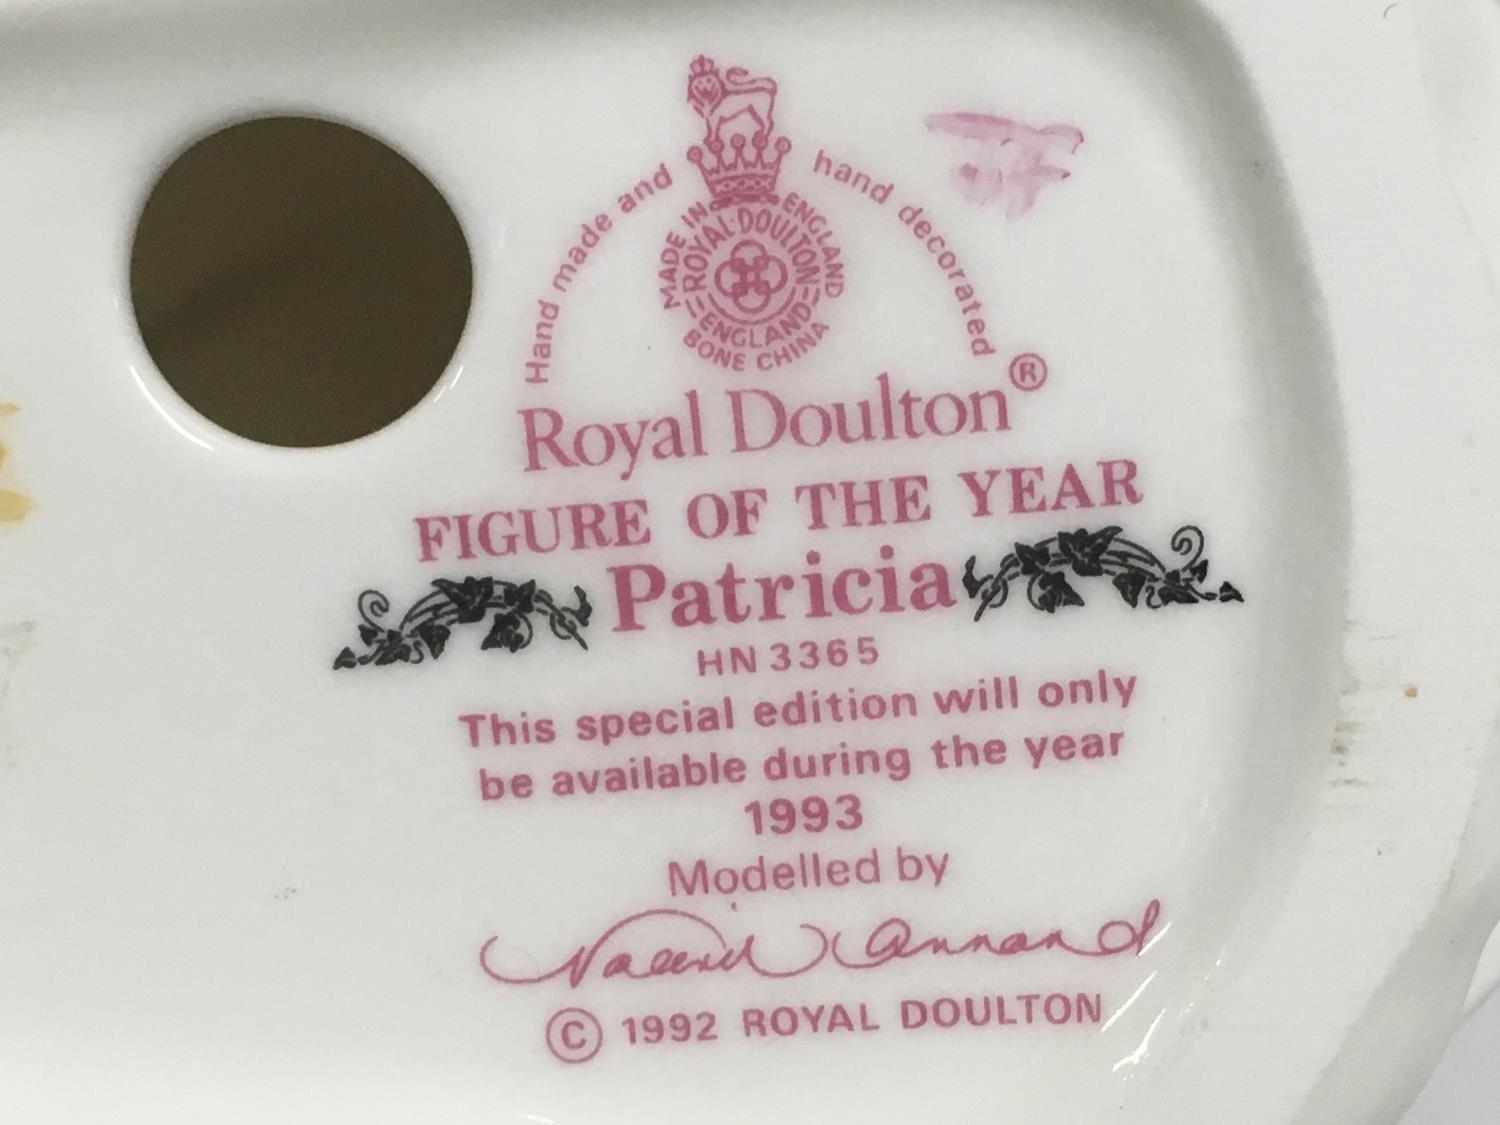 Hand made and hand decorated
MADE IN ENGLAND
ROYAL·DOULTON
ENGLAND
BONE CHINA
Royal Doulton®
FIGURE OF THE YEAR
Patricia
HN 3365
This special edition will only
be available during the year
1993
Modelled by
Valerie Annand
© 1992 ROYAL DOULTON